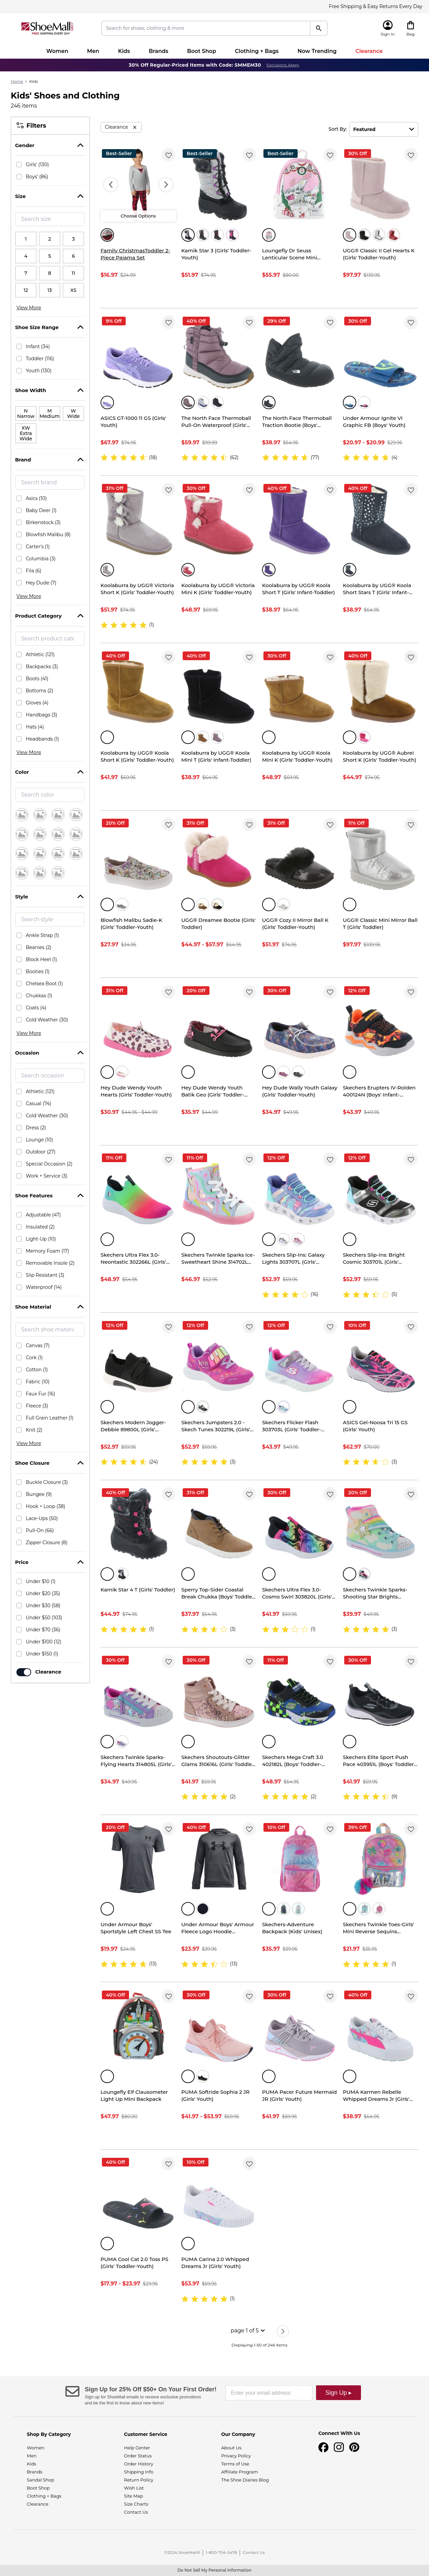 Free Shipping & Easy Returns Every Day
ShoeMall
FREE SHIPPING EVERY DAY
Search for shoes, clothing & more
Sign In
Bag
Women
Men
Kids
Brands
Boot Shop
Clothing + Bags
Now Trending
Clearance
30% Off Regular-Priced Items with Code: SMMEM30
Exclusions Apply
Home
Kids
Kids' Shoes and Clothing
246 items
Filters
Gender
Girls' (130)
Boys' (86)
Size
Search size
1
2
3
4
5
6
7
8
11
12
13
XS
View More
Shoe Size Range
Infant (34)
Toddler (116)
Youth (130)
Shoe Width
N Narrow
M Medium
W Wide
XW Extra Wide
Brand
Search brand
Asics (10)
Baby Deer (1)
Birkenstock (3)
Blowfish Malibu (8)
Carter's (1)
Columbia (3)
Fila (6)
Hey Dude (7)
View More
Product Category
Search product cate
Athletic (121)
Backpacks (3)
Boots (41)
Bottoms (2)
Gloves (4)
Handbags (3)
Hats (4)
Headbands (1)
View More
Color
Search color
Style
Search style
Ankle Strap (1)
Beanies (2)
Block Heel (1)
Booties (1)
Chelsea Boot (1)
Chukkas (1)
Coats (4)
Cold Weather (30)
View More
Occasion
Search occasion
Athletic (121)
Casual (74)
Cold Weather (30)
Dress (2)
Lounge (10)
Outdoor (27)
Special Occasion (2)
Work + Service (3)
Shoe Features
Adjustable (47)
Insulated (2)
Light-Up (10)
Memory Foam (17)
Removable Insole (2)
Slip Resistant (3)
Waterproof (14)
Shoe Material
Search shoe materia
Canvas (7)
Cork (1)
Cotton (1)
Fabric (10)
Faux Fur (16)
Fleece (3)
Full Grain Leather (1)
Knit (2)
View More
Shoe Closure
Buckle Closure (3)
Bungee (9)
Hook + Loop (38)
Lace-Ups (50)
Pull-On (66)
Zipper Closure (8)
Price
Under $10 (1)
Under $20 (35)
Under $30 (58)
Under $50 (103)
Under $70 (36)
Under $100 (12)
Under $150 (1)
Clearance
Clearance
Sort By:
Featured
Best-Seller
Choose Options
Family ChristmasToddler 2-Piece Pajama Set
$16.97 $24.99
Best-Seller
Kamik Star 3 (Girls' Toddler-Youth)
$51.97 $74.95
Best-Seller
Loungefly Dr Seuss Lenticular Scene Mini...
$55.97 $80.00
30% Off
UGG® Classic II Gel Hearts K (Girls' Toddler-Youth)
$97.97 $139.95
9% Off
ASICS GT-1000 11 GS (Girls' Youth)
$67.97 $74.95
(18)
40% Off
The North Face Thermoball Pull-On Waterproof (Girls'...
$59.97 $99.99
(62)
29% Off
The North Face Thermoball Traction Bootie (Boys'...
$38.97 $54.95
(77)
30% Off
Under Armour Ignite VI Graphic FB (Boys' Youth)
$20.97 - $20.99 $29.95
(4)
31% Off
Koolaburra by UGG® Victoria Short K (Girls' Toddler-Youth)
$51.97 $74.95
(1)
30% Off
Koolaburra by UGG® Victoria Mini K (Girls' Toddler-Youth)
$48.97 $69.95
40% Off
Koolaburra by UGG® Koola Short T (Girls' Infant-Toddler)
$38.97 $64.95
40% Off
Koolaburra by UGG® Koola Short Stars T (Girls' Infant-...
$38.97 $64.95
40% Off
Koolaburra by UGG® Koola Short K (Girls' Toddler-Youth)
$41.97 $69.95
40% Off
Koolaburra by UGG® Koola Mini T (Girls' Infant-Toddler)
$38.97 $64.95
30% Off
Koolaburra by UGG® Koola Mini K (Girls' Toddler-Youth)
$48.97 $69.95
40% Off
Koolaburra by UGG® Aubrei Short K (Girls' Toddler-Youth)
$44.97 $74.95
20% Off
Blowfish Malibu Sadie-K (Girls' Toddler-Youth)
$27.97 $34.95
31% Off
UGG® Dreamee Bootie (Girls' Toddler)
$44.97 - $57.97 $64.95
31% Off
UGG® Cozy II Mirror Ball K (Girls' Toddler-Youth)
$51.97 $74.95
11% Off
UGG® Classic Mini Mirror Ball T (Girls' Toddler)
$97.97 $109.95
31% Off
Hey Dude Wendy Youth Hearts (Girls' Toddler-Youth)
$30.97 $44.95 - $44.99
20% Off
Hey Dude Wendy Youth Batik Geo (Girls' Toddler-...
$35.97 $44.99
30% Off
Hey Dude Wally Youth Galaxy (Girls' Toddler-Youth)
$34.97 $49.95
12% Off
Skechers Erupters IV-Roiden 400124N (Boys' Infant-...
$43.97 $49.95
11% Off
Skechers Ultra Flex 3.0-Neontastic 302266L (Girls'...
$48.97 $54.95
11% Off
Skechers Twinkle Sparks Ice-Sweetheart Shine 314702L...
$46.97 $52.95
12% Off
Skechers Slip-Ins: Galaxy Lights 303707L (Girls'...
$52.97 $59.95
(16)
12% Off
Skechers Slip-Ins: Bright Cosmic 303701L (Girls'...
$52.97 $59.95
(5)
12% Off
Skechers Modern Jogger-Debbie 89800L (Girls'...
$52.97 $59.95
(24)
12% Off
Skechers Jumpsters 2.0 - Skech Tunes 302219L (Girls'...
$52.97 $59.95
(3)
12% Off
Skechers Flicker Flash 303703L (Girls' Toddler-...
$43.97 $49.95
10% Off
ASICS Gel-Noosa Tri 15 GS (Girls' Youth)
$62.97 $70.00
(3)
40% Off
Kamik Star 4 T (Girls' Toddler)
$44.97 $74.95
(1)
31% Off
Sperry Top-Sider Coastal Break Chukka (Boys' Toddle...
$37.97 $54.95
(3)
30% Off
Skechers Ultra Flex 3.0-Cosmo Swirl 303820L (Girls'...
$41.97 $59.95
(1)
20% Off
Skechers Twinkle Sparks-Shooting Star Brights...
$39.97 $49.95
(3)
30% Off
Skechers Twinkle Sparks-Flying Hearts 314805L (Girls'...
$34.97 $49.95
30% Off
Skechers Shoutouts-Glitter Glams 310616L (Girls' Toddle...
$41.97 $59.95
(2)
11% Off
Skechers Mega Craft 3.0 402182L (Boys' Toddler-...
$48.97 $54.95
(2)
30% Off
Skechers Elite Sport Push Pace 403951L (Boys' Toddler...
$41.97 $59.95
(9)
20% Off
Under Armour Boys' Sportstyle Left Chest SS Tee
$19.97 $24.95
(13)
40% Off
Under Armour Boys' Armour Fleece Logo Hoodie...
$23.97 $39.95
(13)
10% Off
Skechers-Adventure Backpack (Kids' Unisex)
$35.97 $39.95
39% Off
Skechers Twinkle Toes-Girls' Mini Reverse Sequins...
$21.97 $35.95
(1)
40% Off
Loungefly Elf Clausometer Light Up Mini Backpack
$47.97 $80.00
30% Off
PUMA Softride Sophia 2 JR (Girls' Youth)
$41.97 - $53.97 $59.95
30% Off
PUMA Pacer Future Mermaid JR (Girls' Youth)
$41.97 $59.95
40% Off
PUMA Karmen Rebelle Whipped Dreams Jr (Girls'...
$38.97 $64.95
40% Off
PUMA Cool Cat 2.0 Toss PS (Girls' Toddler-Youth)
$17.97 - $23.97 $29.95
10% Off
PUMA Carina 2.0 Whipped Dreams Jr (Girls' Youth)
$53.97 $59.95
(1)
page 1 of 5
Displaying 1-50 of 246 items
Sign Up for 25% Off $50+ On Your First Order!
Sign up for ShoeMall emails to receive exclusive promotions
and be the first to know about new items!
Enter your email address
Sign Up ▸
Shop By Category
Women
Men
Kids
Brands
Sandal Shop
Boot Shop
Clothing + Bags
Clearance
Customer Service
Help Center
Order Status
Order History
Shipping Info
Return Policy
Wish List
Site Map
Size Charts
Contact Us
Our Company
About Us
Privacy Policy
Terms of Use
Affiliate Program
The Shoe Diaries Blog
Connect With Us
©2024 ShoeMall®
1-800-704-5478
Contact Us
Do Not Sell My Personal Information